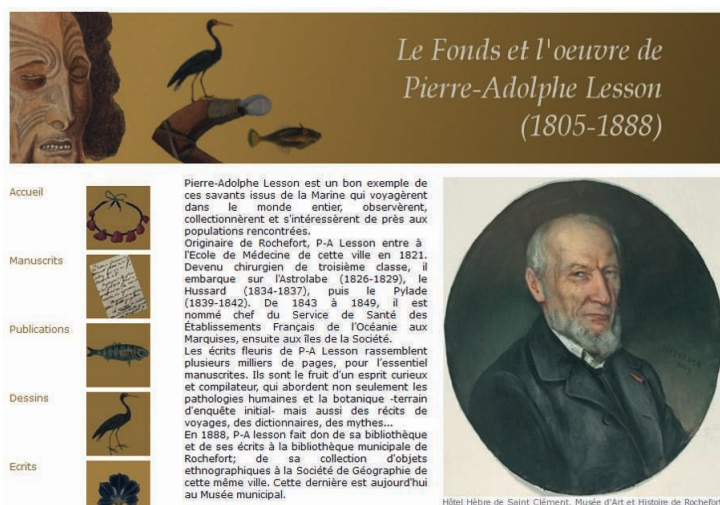 Le Fonds et l'oeuvre de
Pierre-Adolphe Lesson
(1805-1888)
Accueil
Manuscrits
Publications
Dessins
Ecrits
Pierre-Adolphe Lesson est un bon exemple de
ces savants issus de la Marine qui voyagèrent
dans le monde entier, observèrent,
collectionnèrent et s'intéressèrent de près aux
populations rencontrées.
Originaire de Rochefort, P-A Lesson entre à
l'Ecole de Médecine de cette ville en 1821.
Devenu chirurgien de troisième classe, il
embarque sur l'Astrolabe (1826-1829), le
Hussard (1834-1837), puis le Pylade
(1839-1842). De 1843 à 1849, il est
nommé chef du Service de Santé des
Établissements Français de l'Océanie aux
Marquises, ensuite aux îles de la Société.
Les écrits fleuris de P-A Lesson rassemblent
plusieurs milliers de pages, pour l'essentiel
manuscrites. Ils sont le fruit d'un esprit curieux
et compilateur, qui abordent non seulement les
pathologies humaines et la botanique -terrain
d'enquête initial- mais aussi des récits de
voyages, des dictionnaires, des mythes...
En 1888, P-A lesson fait don de sa bibliothèque
et de ses écrits à la bibliothèque municipale de
Rochefort; de sa collection d'objets
ethnographiques à la Société de Géographie de
cette même ville. Cette dernière est aujourd'hui
au Musée municipal.
Hôtel Hèbre de Saint Clément, Musée d'Art et Histoire de Rochefort